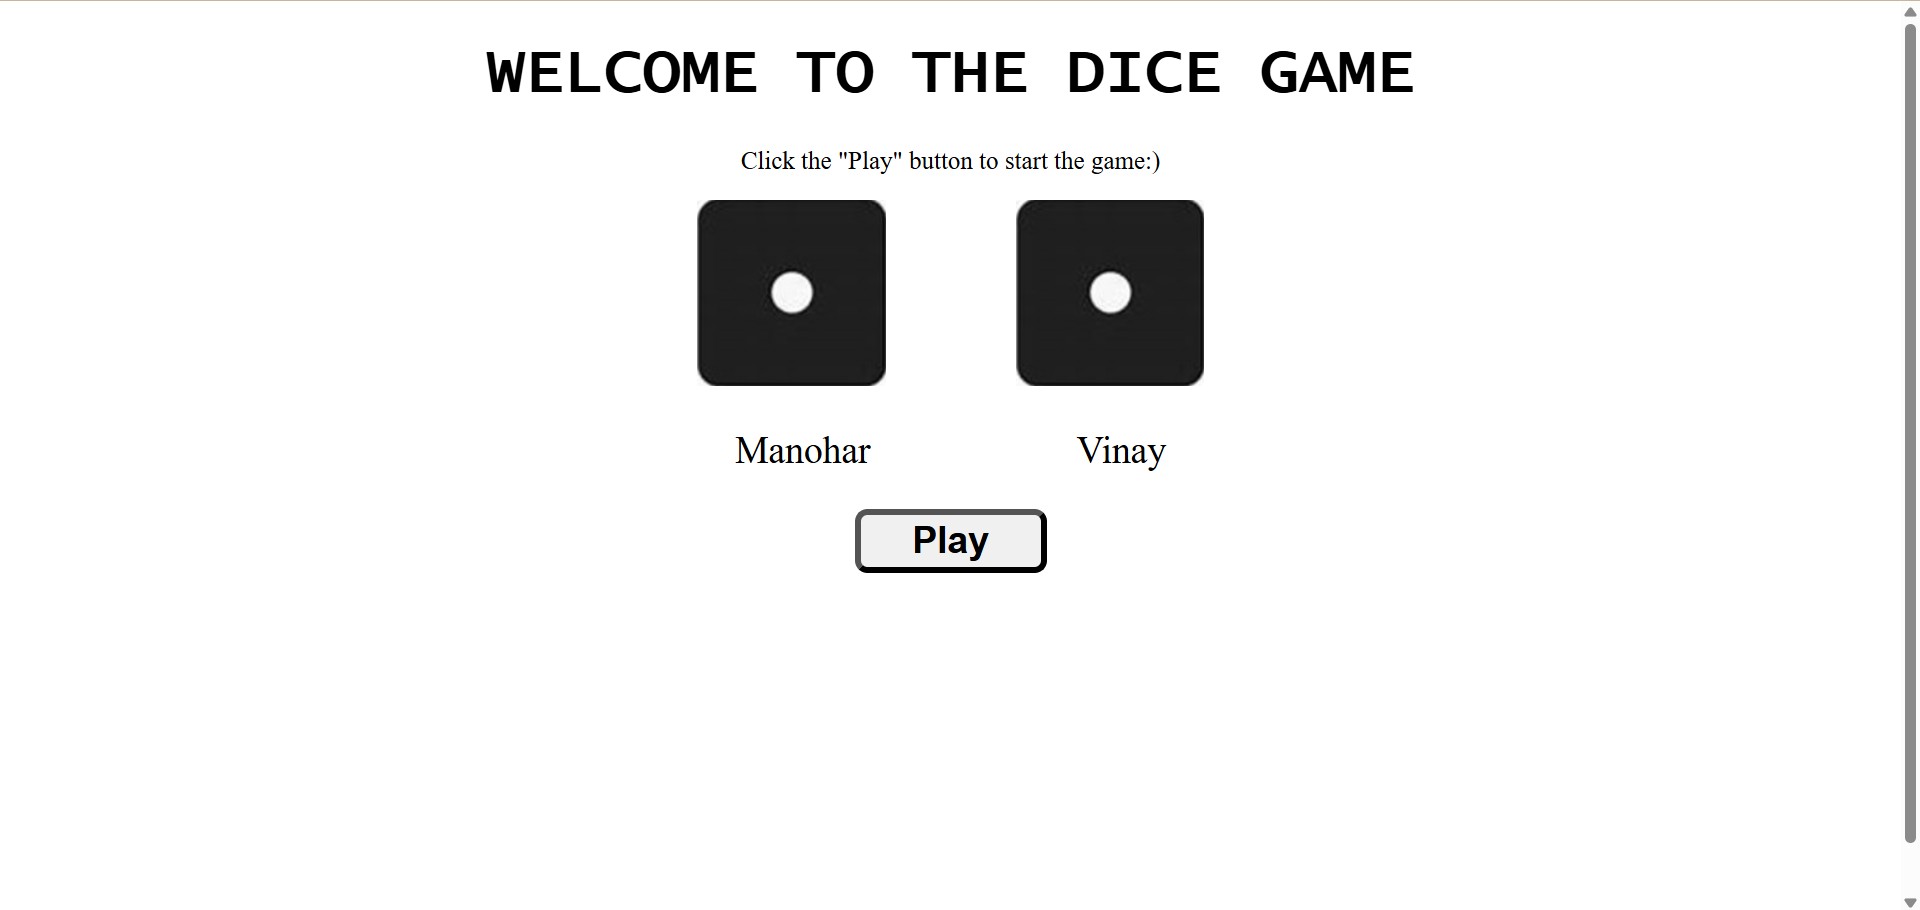 WELCOME TO THE DICE GAME
Click the "Play" button to start the game:)
Manohar Vinay
Play